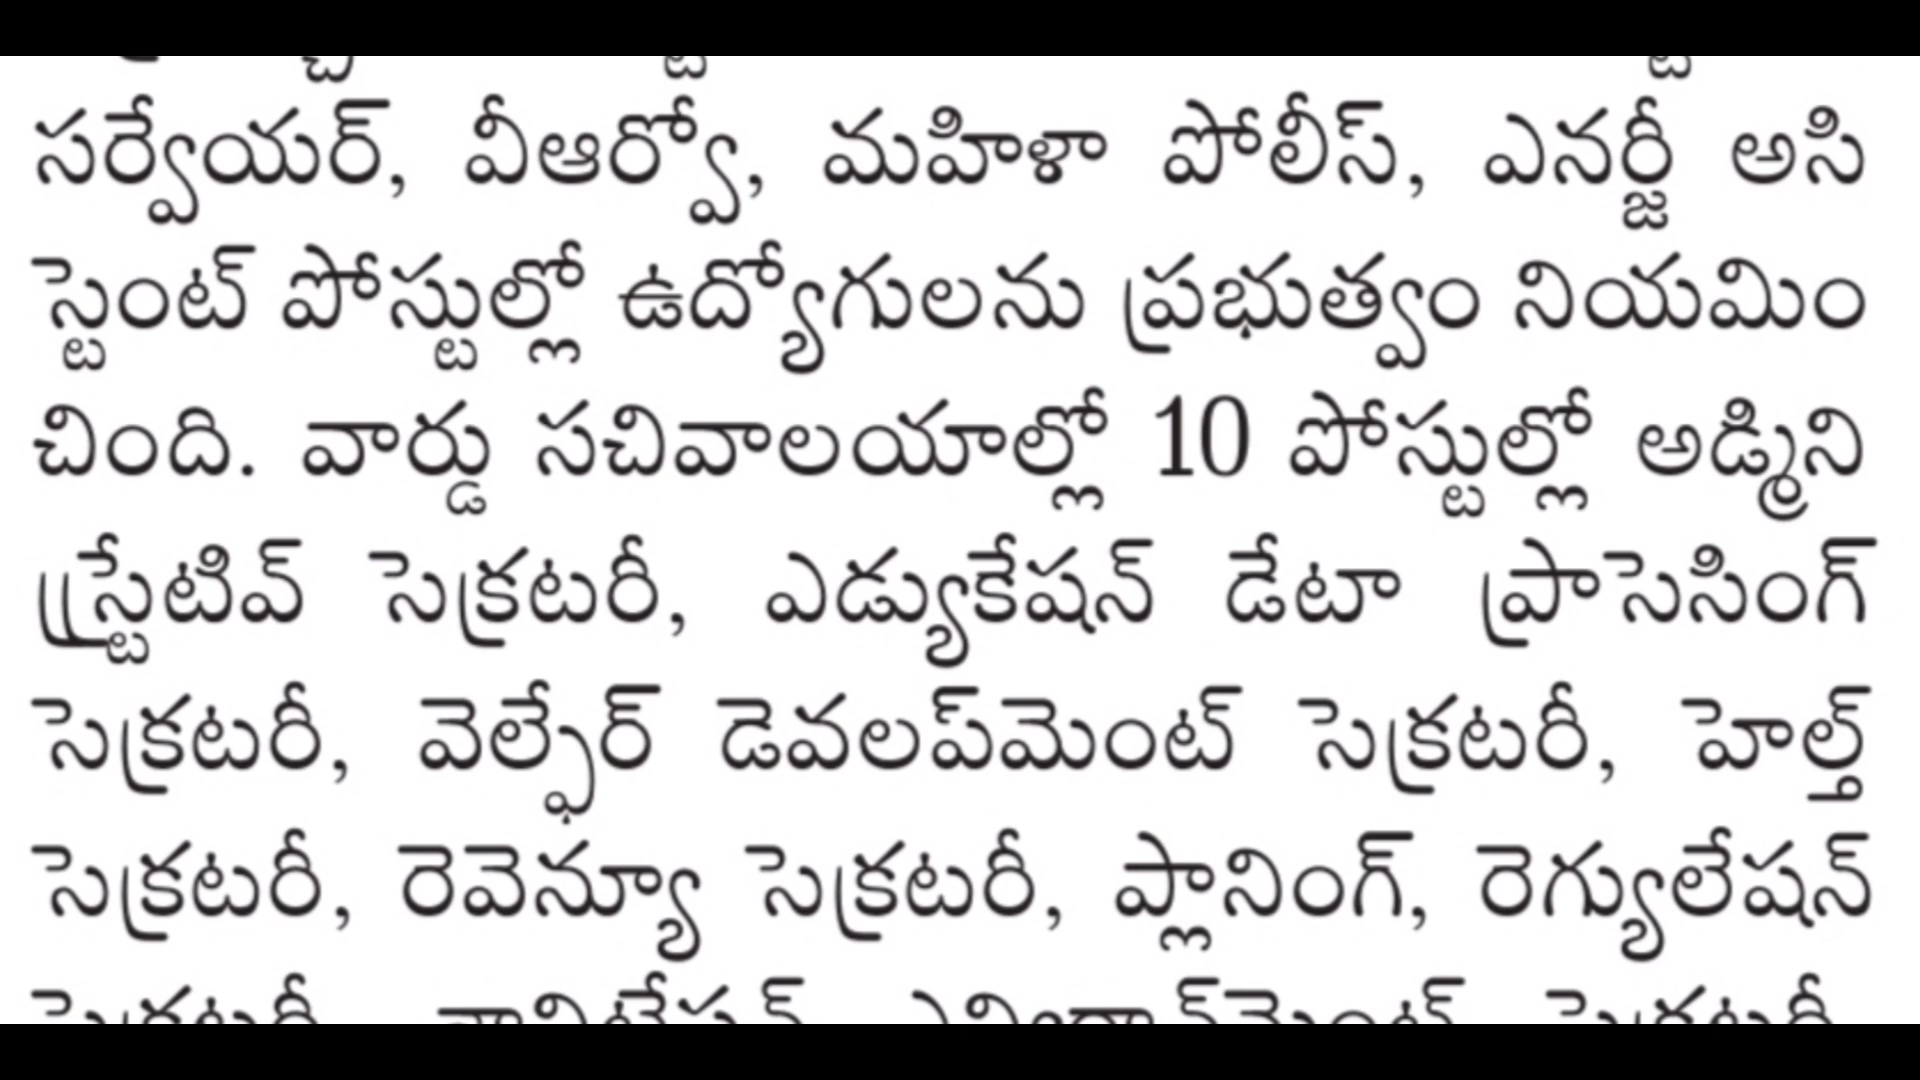 సర్వేయర్, వీఆర్వో, మహిళా పోలీస్, ఎనర్జీ అసి
స్టెంట్ పోస్టుల్లో ఉద్యోగులను ప్రభుత్వం నియమిం
చింది. వార్డు సచివాలయాల్లో 10 పోస్టుల్లో అడ్మిని
స్ట్రేటివ్ సెక్రటరీ, ఎడ్యుకేషన్ డేటా ప్రాసెసింగ్
సెక్రటరీ, వెల్ఫేర్ డెవలప్‌మెంట్ సెక్రటరీ, హెల్త్
సెక్రటరీ, రెవెన్యూ సెక్రటరీ, ప్లానింగ్, రెగ్యులేషన్